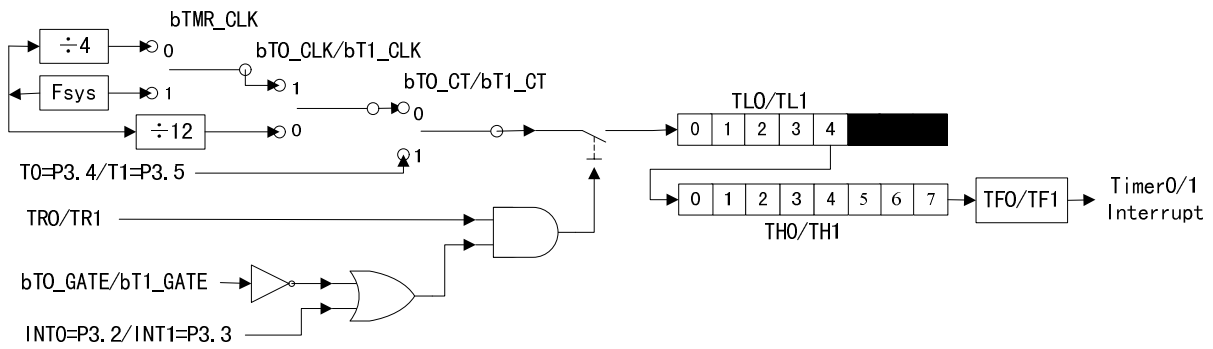 bTMR_CLK
÷4
0
bT0_CLK/bT1_CLK
Fsys
1
1
bT0_CT/bT1_CT
0
÷12
0
TL0/TL1
0 1 2 3 4
1
T0=P3.4/T1=P3.5
0 1 2 3 4 5 6 7
TF0/TF1
Timer0/1
Interrupt
TR0/TR1
TH0/TH1
bT0_GATE/bT1_GATE
INT0=P3.2/INT1=P3.3